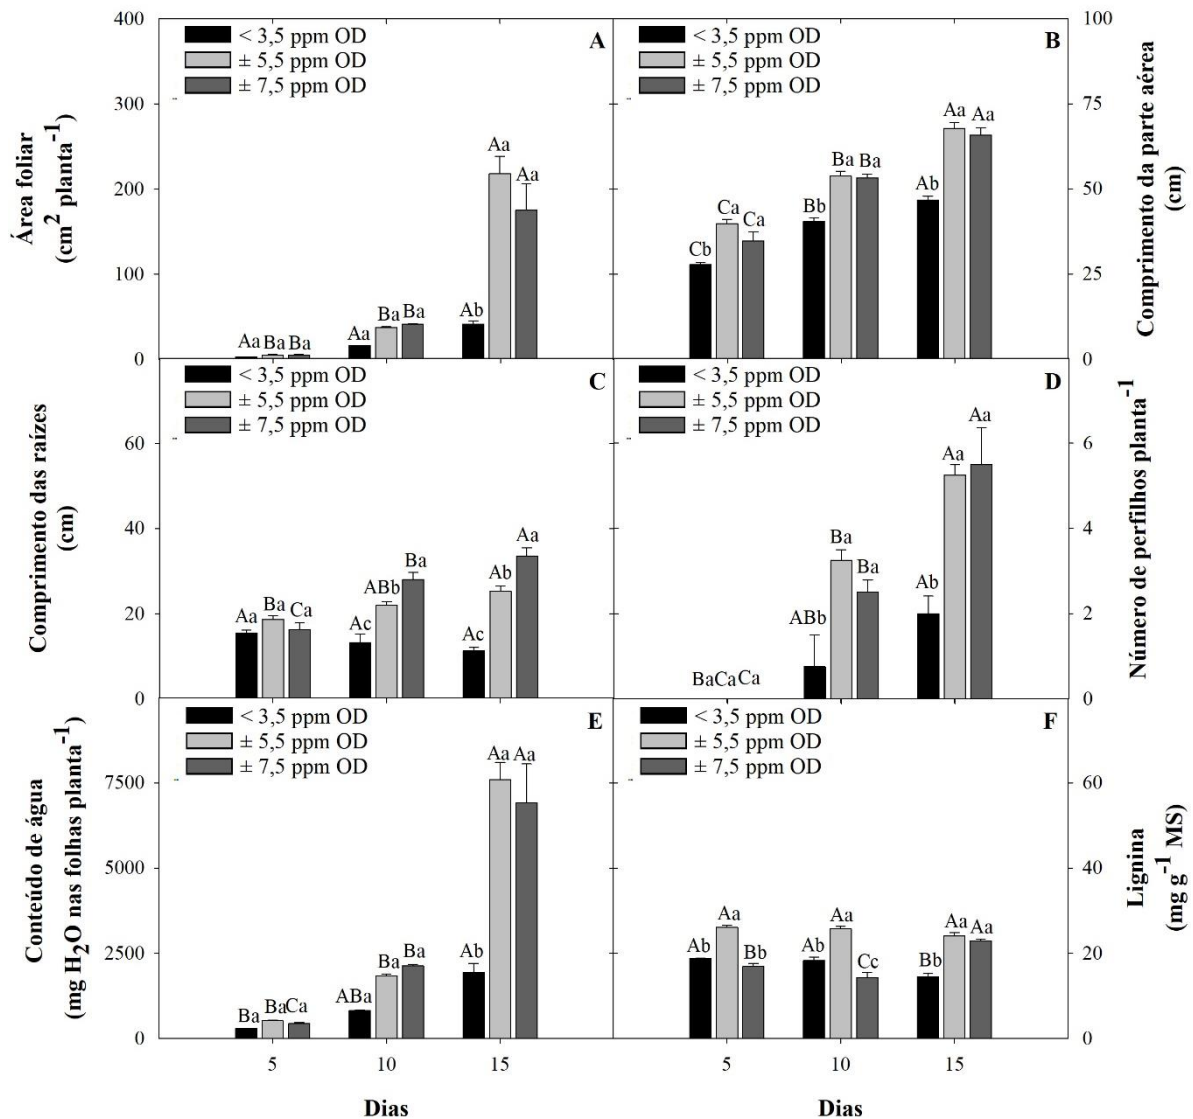 400
300
200
100
0
Área foliar
(cm² planta⁻¹)
< 3,5 ppm OD
± 5,5 ppm OD
± 7,5 ppm OD
A
Aa Ba Ba
Aa Ba Ba
Ab Aa Aa
100
75
50
25
0
Comprimento da parte aérea
(cm)
< 3,5 ppm OD
± 5,5 ppm OD
± 7,5 ppm OD
B
Cb Ca Ca
Bb Ba Ba
Ab Aa Aa
60
40
20
0
Comprimento das raízes
(cm)
< 3,5 ppm OD
± 5,5 ppm OD
± 7,5 ppm OD
C
Aa Ba Ca
Ac ABb Ba
Ac Ab Aa
6
4
2
0
Número de perfilhos planta⁻¹
< 3,5 ppm OD
± 5,5 ppm OD
± 7,5 ppm OD
D
Ba Ca Ca
ABb Ba Ba
Ab Aa Aa
7500
5000
2500
0
Conteúdo de água
(mg H₂O nas folhas planta⁻¹)
< 3,5 ppm OD
± 5,5 ppm OD
± 7,5 ppm OD
E
Ba Ba Ca
ABa Ba Ba
Ab Aa Aa
5 10 15
Dias
60
40
20
0
Lignina
(mg g⁻¹ MS)
< 3,5 ppm OD
± 5,5 ppm OD
± 7,5 ppm OD
F
Ab Aa Bb
Ab Aa Cc
Bb Aa Aa
5 10 15
Dias